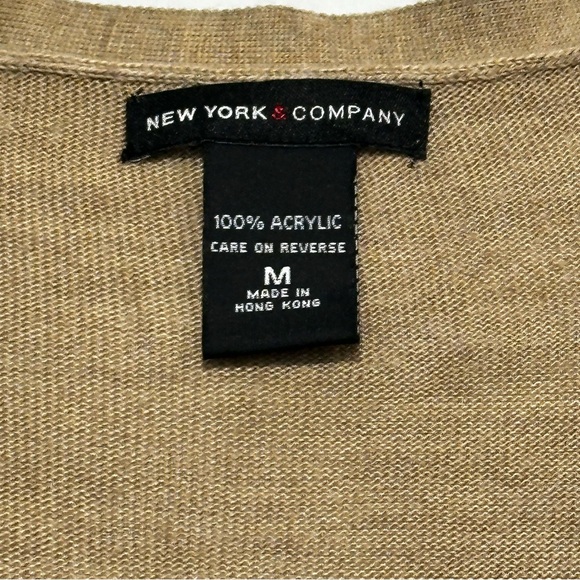 NEW YORK & COMPANY
100% ACRYLIC
CARE ON REVERSE
M
MADE IN
HONG KONG